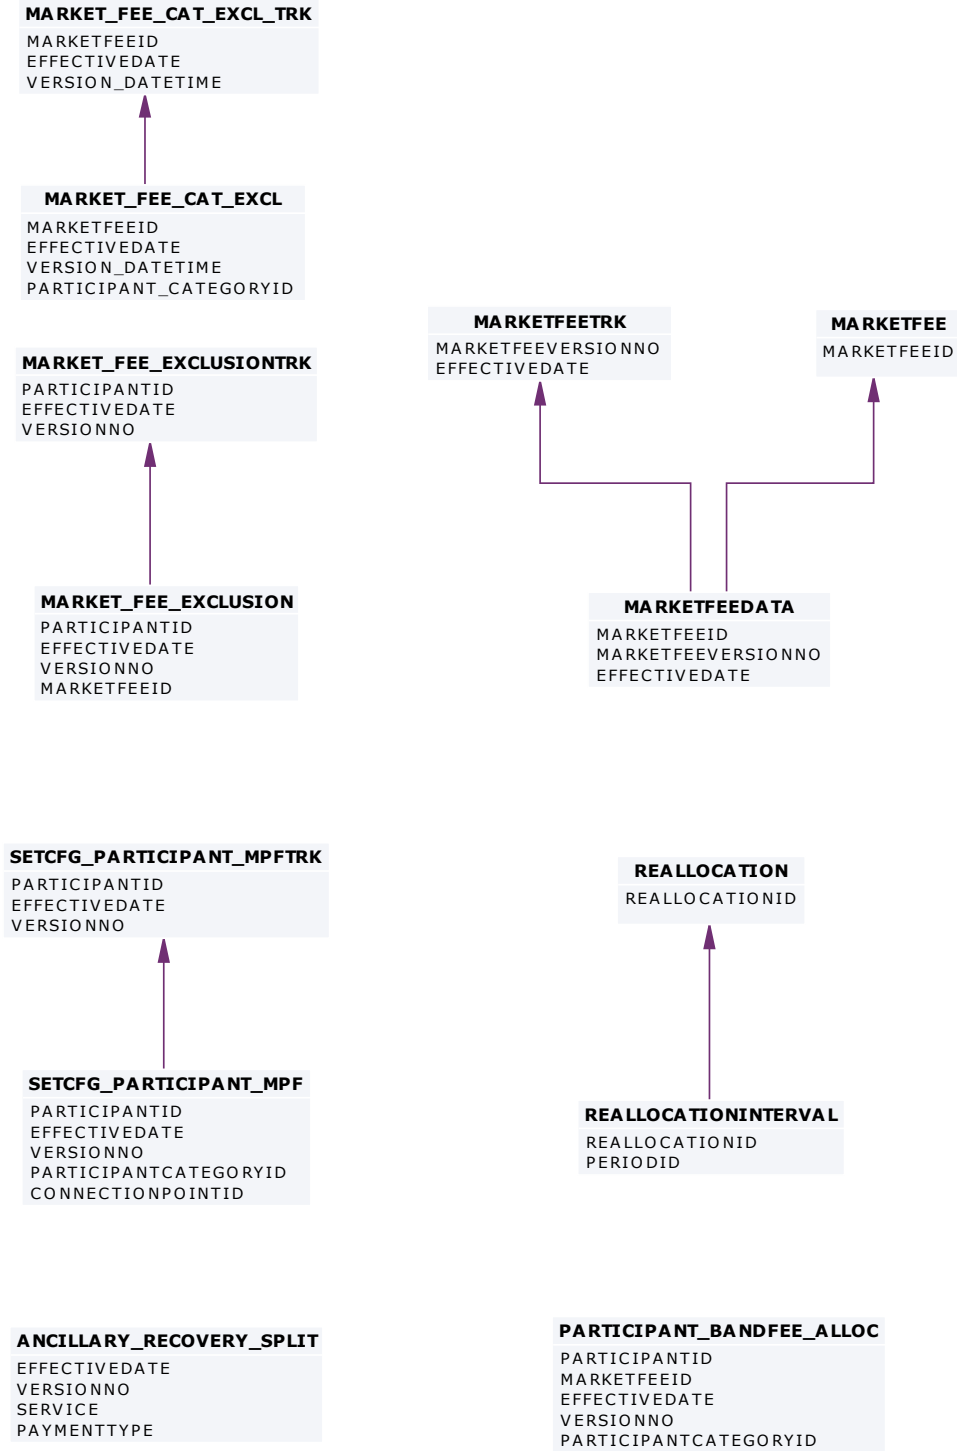 MARKET_FEE_CAT_EXCL_TRK
MARKETFEEID
EFFECTIVEDATE
VERSION_DATETIME
MARKET_FEE_CAT_EXCL
MARKETFEEID
EFFECTIVEDATE
VERSION_DATETIME
PARTICIPANT_CATEGORYID
MARKETFEETRK
MARKETFEEVERSIONNO
EFFECTIVEDATE
MARKETFEE
MARKETFEEID
MARKET_FEE_EXCLUSIONTRK
PARTICIPANTID
EFFECTIVEDATE
VERSIONNO
MARKET_FEE_EXCLUSION
PARTICIPANTID
EFFECTIVEDATE
VERSIONNO
MARKETFEEID
MARKETFEEDATA
MARKETFEEID
MARKETFEEVERSIONNO
EFFECTIVEDATE
SETCFG_PARTICIPANT_MPFTRK
PARTICIPANTID
EFFECTIVEDATE
VERSIONNO
REALLOCATION
REALLOCATIONID
SETCFG_PARTICIPANT_MPF
PARTICIPANTID
EFFECTIVEDATE
VERSIONNO
PARTICIPANTCATEGORYID
CONNECTIONPOINTID
REALLOCATIONINTERVAL
REALLOCATIONID
PERIODID
ANCILLARY_RECOVERY_SPLIT
EFFECTIVEDATE
VERSIONNO
SERVICE
PAYMENTTYPE
PARTICIPANT_BANDFEE_ALLOC
PARTICIPANTID
MARKETFEEID
EFFECTIVEDATE
VERSIONNO
PARTICIPANTCATEGORYID